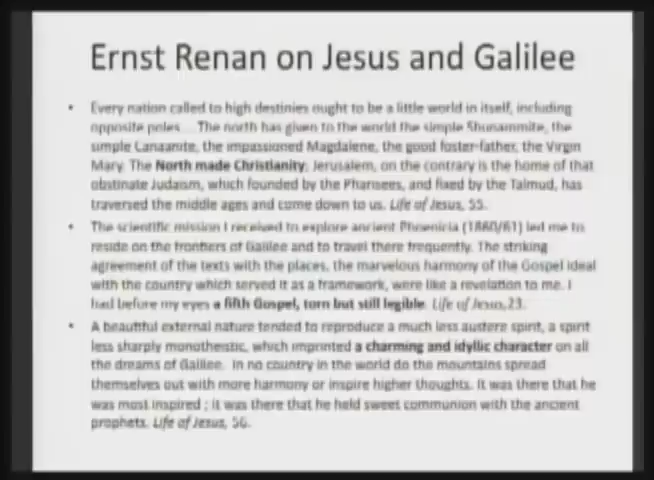 Ernst Renan on Jesus and Galilee
• Every nation called to high destinies ought to be a little world in itself, including
opposite poles... The north has given to the world the simple Shunammite, the
simple Canaanite, the impassioned Magdalene, the good foster-father, the Virgin
Mary. The North made Christianity; Jerusalem, on the contrary is the home of that
obstinate Judaism, which founded by the Pharisees, and fixed by the Talmud, has
traversed the middle ages and come down to us. Life of Jesus, 55.
• The scientific mission I received to explore ancient Phoenicia (1860/61) led me to
reside on the frontiers of Galilee and to travel there frequently. The striking
agreement of the texts with the places, the marvelous harmony of the Gospel ideal
with the country which served it as a framework, were like a revelation to me. I
had before my eyes a fifth Gospel, torn but still legible. Life of Jesus, 23.
• A beautiful external nature tended to reproduce a much less austere spirit, a spirit
less sharply monotheistic, which imprinted a charming and idyllic character on all
the dreams of Galilee. In no country in the world do the mountains spread
themselves out with more harmony or inspire higher thoughts. It was there that he
was most inspired ; it was there that he held sweet communion with the ancient
prophets. Life of Jesus, 56.